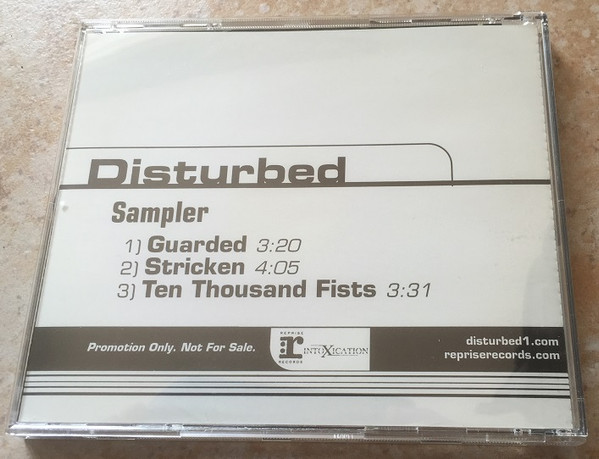 Disturbed
Sampler
1) Guarded 3:20
2) Stricken 4:05
3) Ten Thousand Fists 3:31
Promotion Only. Not For Sale.
REPRISE
r
RECORDS
INTOXICATION
disturbed1.com
repriserecords.com